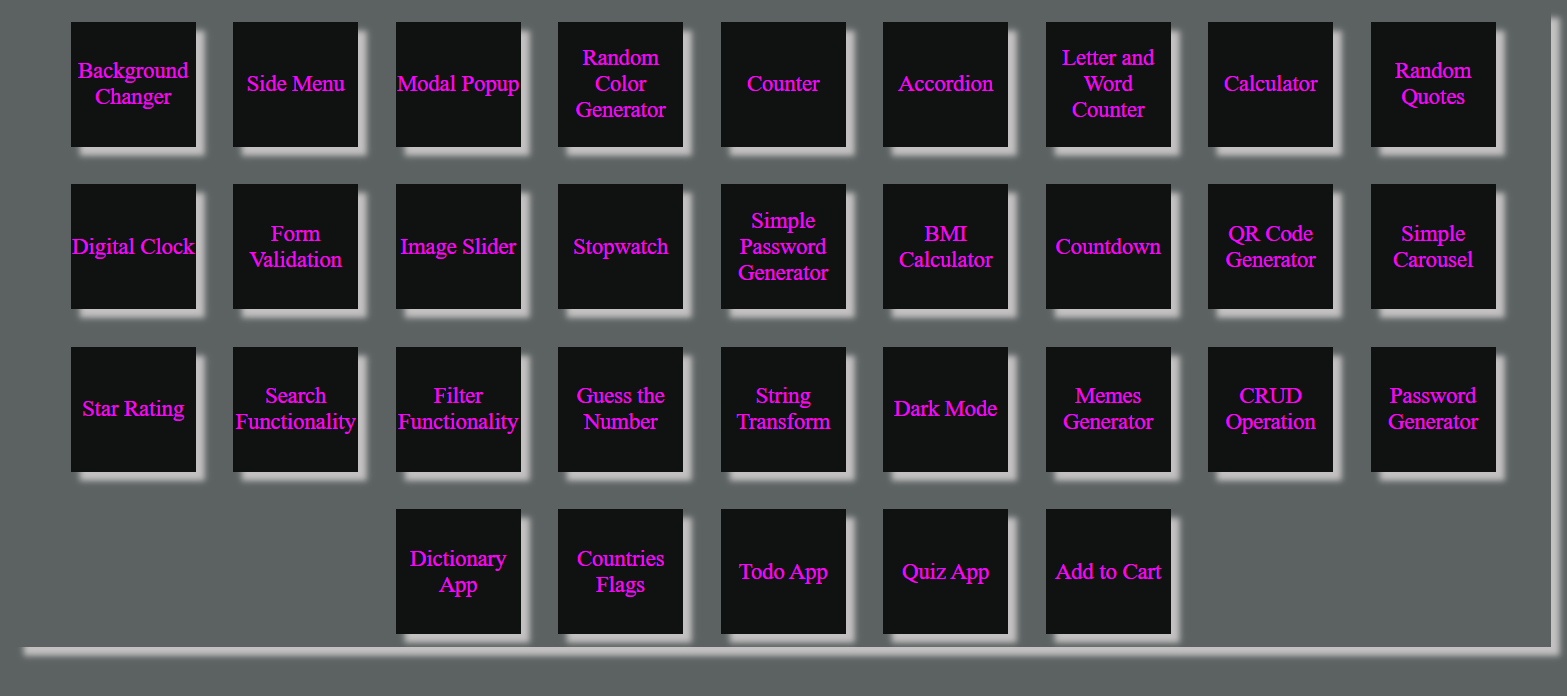 Background
Changer
Side Menu
Modal Popup
Random
Color
Generator
Counter
Accordion
Letter and
Word
Counter
Calculator
Random
Quotes
Digital Clock
Form
Validation
Image Slider
Stopwatch
Simple
Password
Generator
BMI
Calculator
Countdown
QR Code
Generator
Simple
Carousel
Star Rating
Search
Functionality
Filter
Functionality
Guess the
Number
String
Transform
Dark Mode
Memes
Generator
CRUD
Operation
Password
Generator
Dictionary
App
Countries
Flags
Todo App
Quiz App
Add to Cart